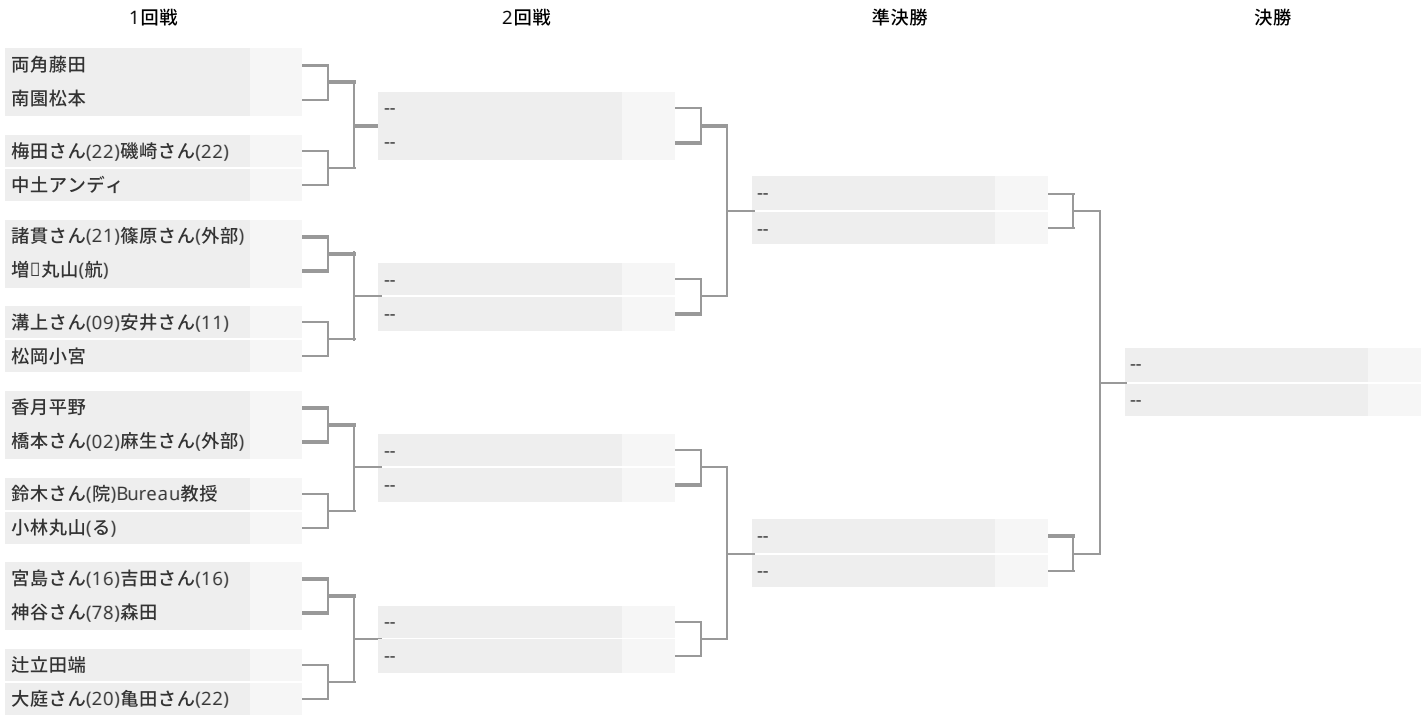 1回戦 2回戦 準決勝 決勝
両角藤田
南園松本
梅田さん(22)磯崎さん(22)
中土アンディ
諸貫さん(21)篠原さん(外部)
増▯丸山(航)
溝上さん(09)安井さん(11)
松岡小宮
香月平野
橋本さん(02)麻生さん(外部)
鈴木さん(院)Bureau教授
小林丸山(る)
宮島さん(16)吉田さん(16)
神谷さん(78)森田
辻立田端
大庭さん(20)亀田さん(22)
--
--
--
--
--
--
--
--
--
--
--
--
--
--